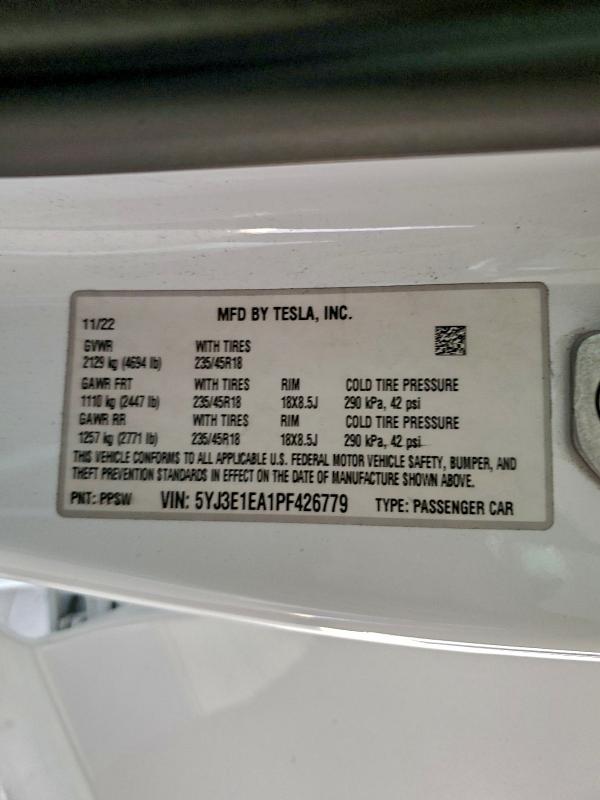 MFD BY TESLA, INC.
11/22
GVWR WITH TIRES
2129 kg (4694 lb) 235/45R18
GAWR FRT WITH TIRES RIM COLD TIRE PRESSURE
1110 kg (2447 lb) 235/45R18 18X8.5J 290 kPa, 42 psi
GAWR RR WITH TIRES RIM COLD TIRE PRESSURE
1257 kg (2771 lb) 235/45R18 18X8.5J 290 kPa, 42 psi
THIS VEHICLE CONFORMS TO ALL APPLICABLE U.S. FEDERAL MOTOR VEHICLE SAFETY, BUMPER, AND
THEFT PREVENTION STANDARDS IN EFFECT ON THE DATE OF MANUFACTURE SHOWN ABOVE.
PNT: PPSW VIN: 5YJ3E1EA1PF426779 TYPE: PASSENGER CAR